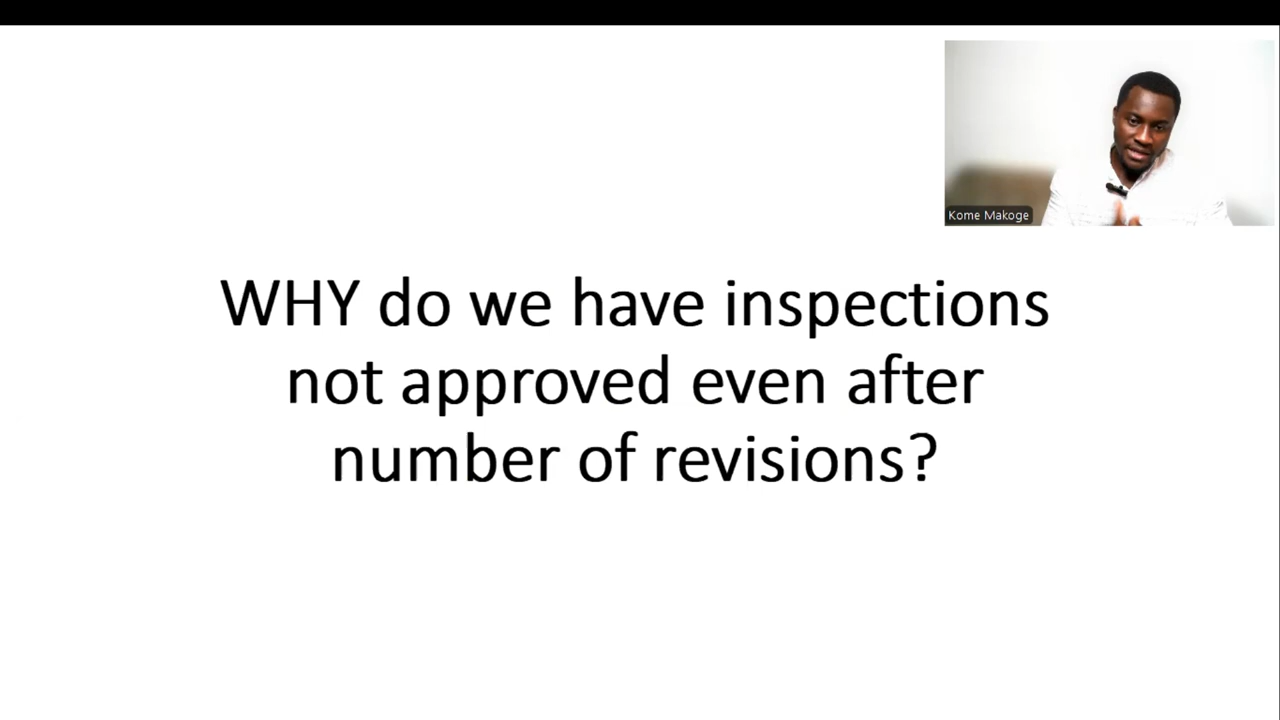 Kome Makoge
WHY do we have inspections
not approved even after
number of revisions?